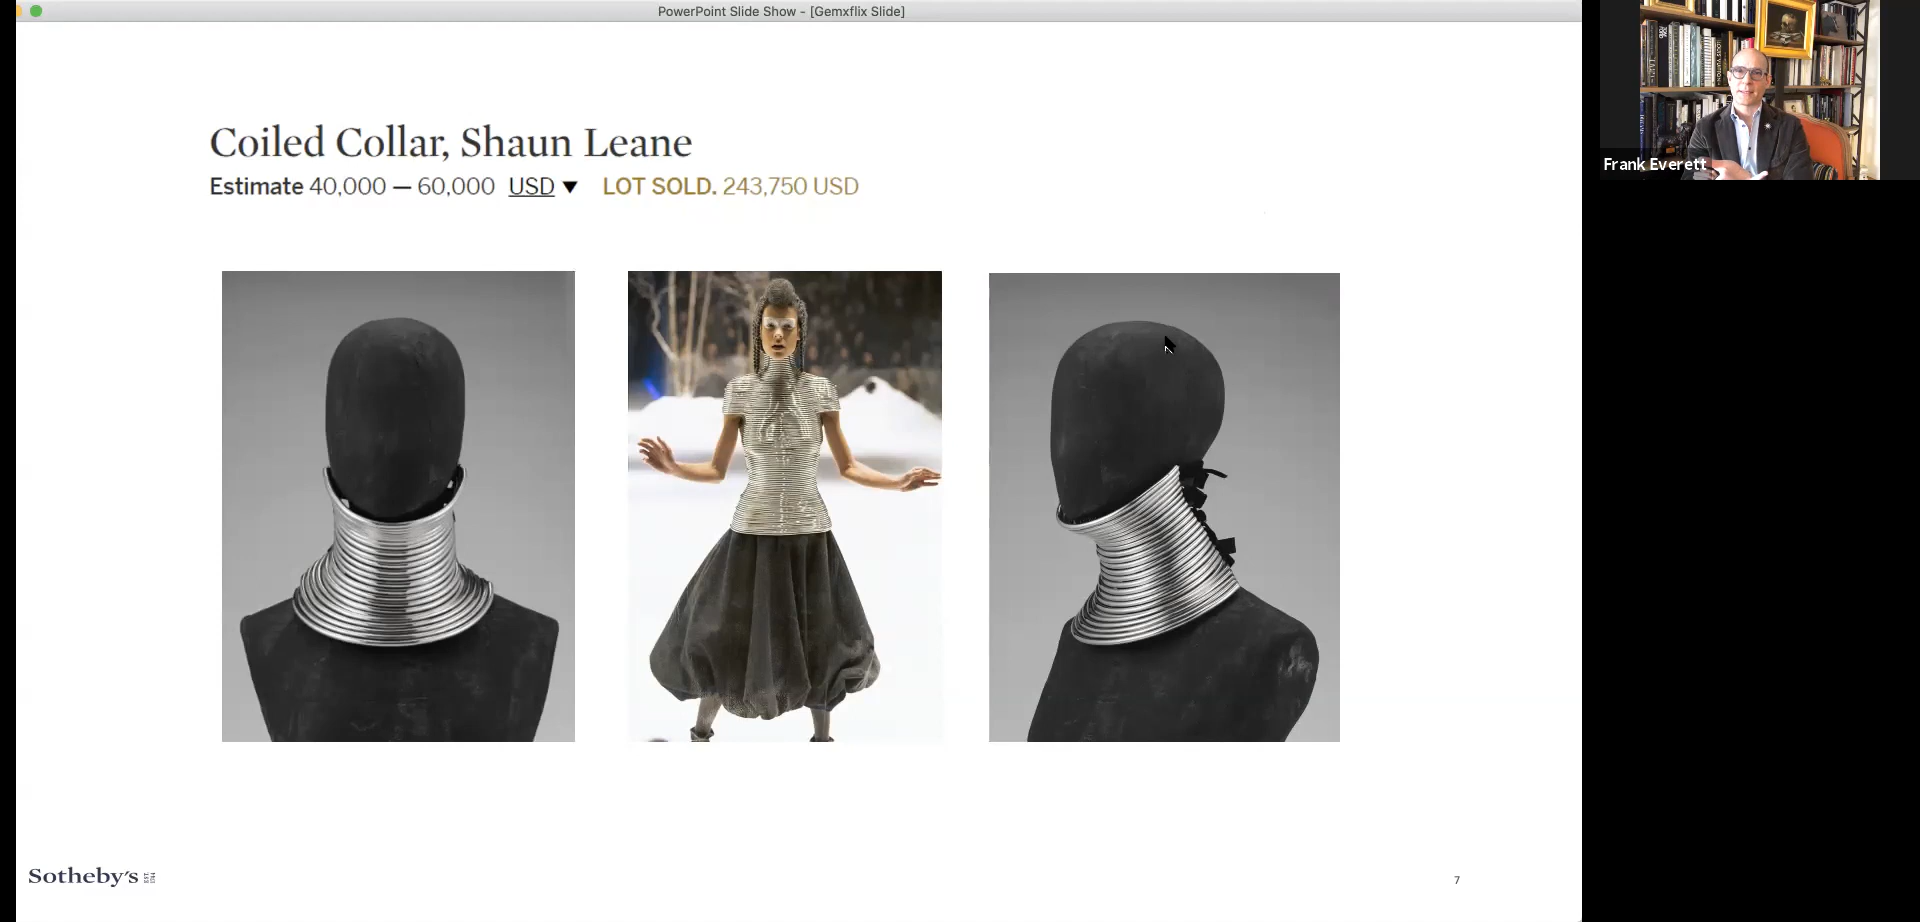 PowerPoint Slide Show - [Gemxflix Slide]
Coiled Collar, Shaun Leane
Estimate 40,000 — 60,000 USD ▼ LOT SOLD. 243,750 USD
Frank Everett
Sotheby's
7